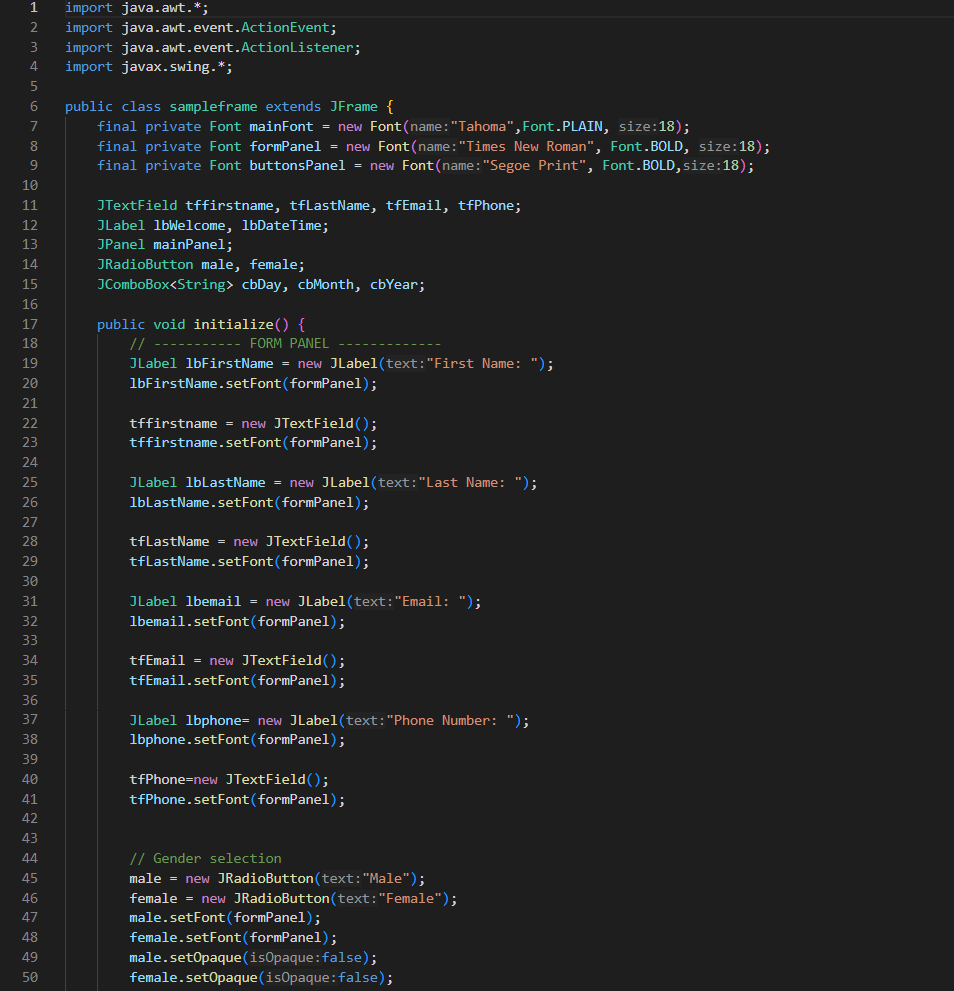 1 import java.awt.*;
2 import java.awt.event.ActionEvent;
3 import java.awt.event.ActionListener;
4 import javax.swing.*;
5
6 public class sampleframe extends JFrame {
7     final private Font mainFont = new Font(name:"Tahoma",Font.PLAIN, size:18);
8     final private Font formPanel = new Font(name:"Times New Roman", Font.BOLD, size:18);
9     final private Font buttonsPanel = new Font(name:"Segoe Print", Font.BOLD,size:18);
10
11     JTextField tffirstname, tfLastName, tfEmail, tfPhone;
12     JLabel lbWelcome, lbDateTime;
13     JPanel mainPanel;
14     JRadioButton male, female;
15     JComboBox<String> cbDay, cbMonth, cbYear;
16
17     public void initialize() {
18         // ----------- FORM PANEL -------------
19         JLabel lbFirstName = new JLabel(text:"First Name: ");
20         lbFirstName.setFont(formPanel);
21
22         tffirstname = new JTextField();
23         tffirstname.setFont(formPanel);
24
25         JLabel lbLastName = new JLabel(text:"Last Name: ");
26         lbLastName.setFont(formPanel);
27
28         tfLastName = new JTextField();
29         tfLastName.setFont(formPanel);
30
31         JLabel lbemail = new JLabel(text:"Email: ");
32         lbemail.setFont(formPanel);
33
34         tfEmail = new JTextField();
35         tfEmail.setFont(formPanel);
36
37         JLabel lbphone= new JLabel(text:"Phone Number: ");
38         lbphone.setFont(formPanel);
39
40         tfPhone=new JTextField();
41         tfPhone.setFont(formPanel);
42
43
44         // Gender selection
45         male = new JRadioButton(text:"Male");
46         female = new JRadioButton(text:"Female");
47         male.setFont(formPanel);
48         female.setFont(formPanel);
49         male.setOpaque(isOpaque:false);
50         female.setOpaque(isOpaque:false);